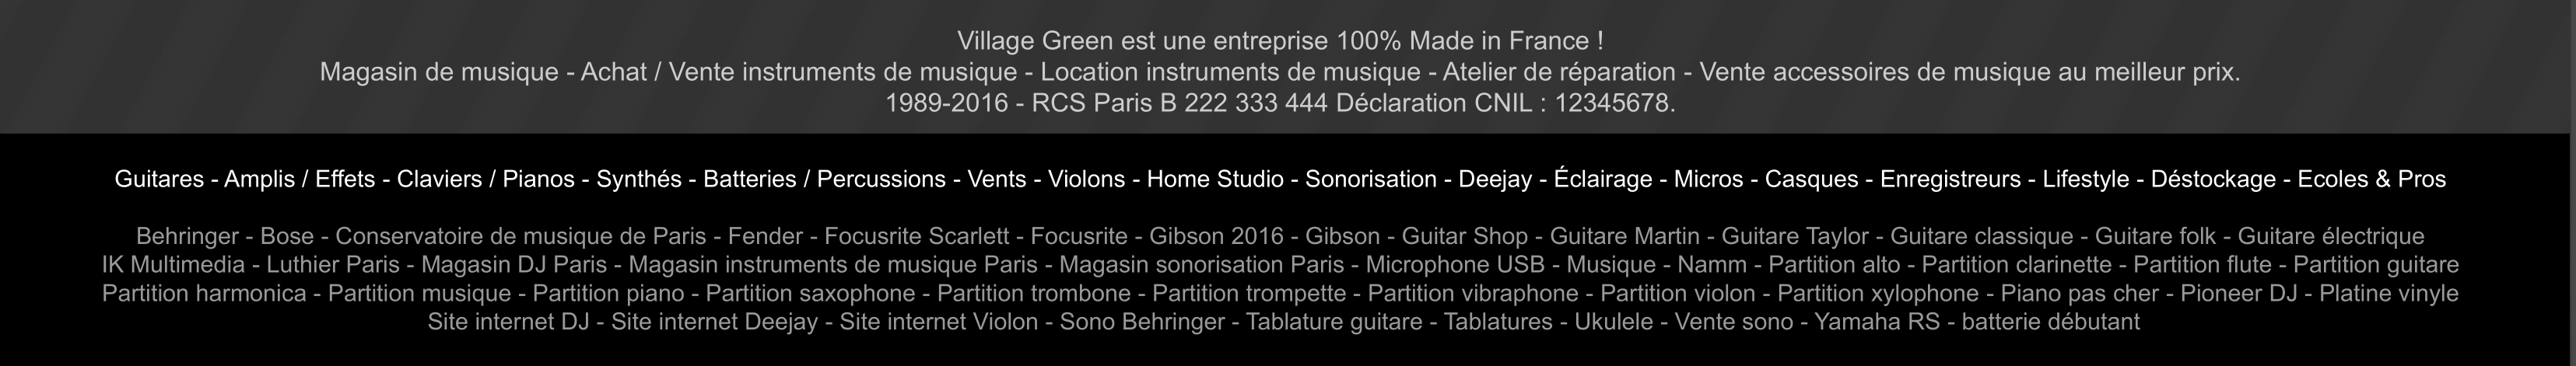 Village Green est une entreprise 100% Made in France !
Magasin de musique - Achat / Vente instruments de musique - Location instruments de musique - Atelier de réparation - Vente accessoires de musique au meilleur prix.
1989-2016 - RCS Paris B 222 333 444 Déclaration CNIL : 12345678.
Guitares - Amplis / Effets - Claviers / Pianos - Synthés - Batteries / Percussions - Vents - Violons - Home Studio - Sonorisation - Deejay - Éclairage - Micros - Casques - Enregistreurs - Lifestyle - Déstockage - Ecoles & Pros
Behringer - Bose - Conservatoire de musique de Paris - Fender - Focusrite Scarlett - Focusrite - Gibson 2016 - Gibson - Guitar Shop - Guitare Martin - Guitare Taylor - Guitare classique - Guitare folk - Guitare électrique
IK Multimedia - Luthier Paris - Magasin DJ Paris - Magasin instruments de musique Paris - Magasin sonorisation Paris - Microphone USB - Musique - Namm - Partition alto - Partition clarinette - Partition flute - Partition guitare
Partition harmonica - Partition musique - Partition piano - Partition saxophone - Partition trombone - Partition trompette - Partition vibraphone - Partition violon - Partition xylophone - Piano pas cher - Pioneer DJ - Platine vinyle
Site internet DJ - Site internet Deejay - Site internet Violon - Sono Behringer - Tablature guitare - Tablatures - Ukulele - Vente sono - Yamaha RS - batterie débutant